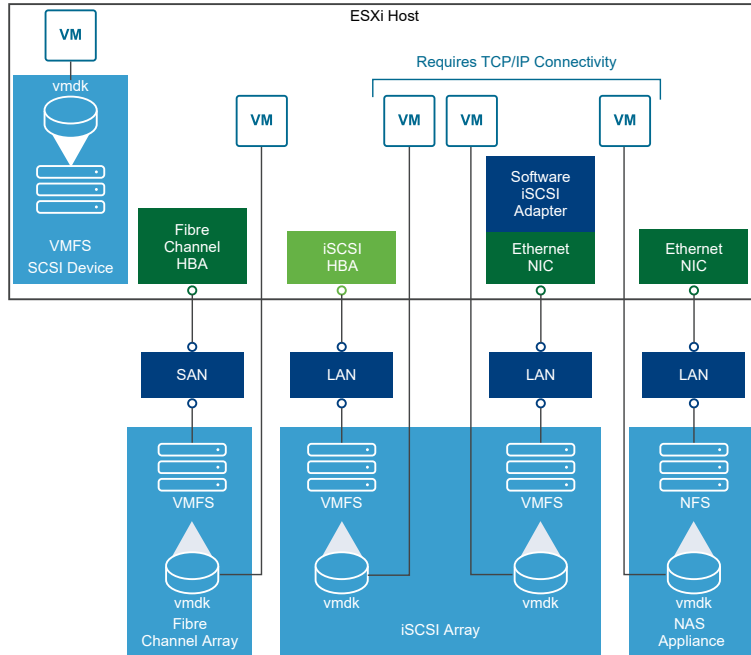 ESXi Host
VM
vmdk
VMFS
SCSI Device
Requires TCP/IP Connectivity
VM
VM
VM
VM
Fibre
Channel
HBA
iSCSI
HBA
Software
iSCSI
Adapter
Ethernet
NIC
Ethernet
NIC
SAN
LAN
LAN
LAN
VMFS
VMFS
VMFS
NFS
vmdk
vmdk
vmdk
vmdk
Fibre
Channel Array
iSCSI Array
NAS
Appliance